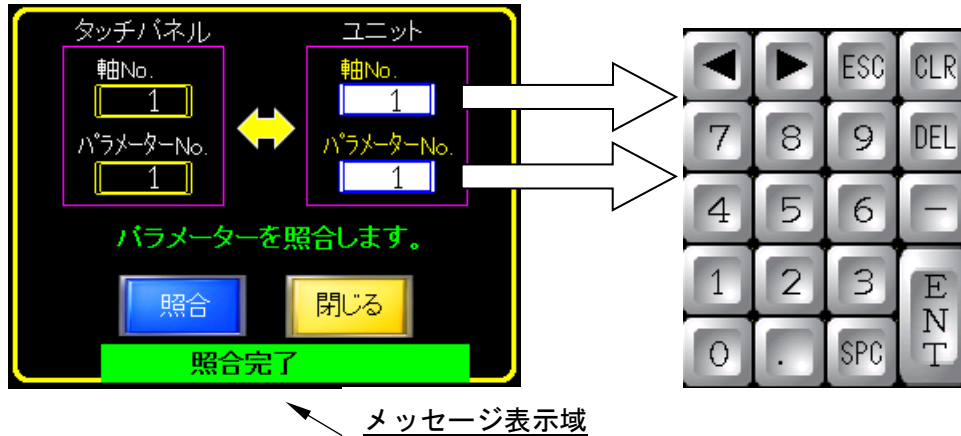 タッチパネル
ユニット
軸No.
1
パラメーターNo.
1
軸No.
1
パラメーターNo.
1
パラメーターを照合します。
照合
閉じる
照合完了
メッセージ表示域
◀ ▶ ESC CLR
7 8 9 DEL
4 5 6 －
1 2 3 ENT
0 . SPC